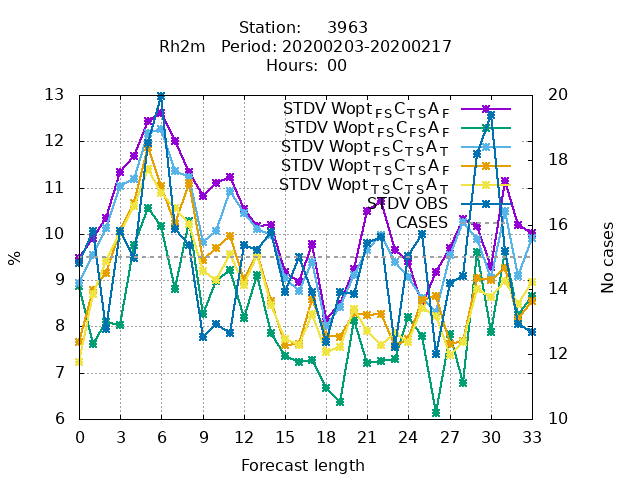 Station: 3963
Rh2m Period: 20200203-20200217
Hours: 00
13 20
STDV Wopt_FS C_TS A_F
STDV Wopt_FS C_FS A_F
STDV Wopt_FS C_TS A_T
STDV Wopt_TS C_TS A_F
STDV Wopt_TS C_TS A_T
STDV OBS
CASES
12
11
10
9
8
7
6
18
16
14
12
10
%
No cases
0 3 6 9 12 15 18 21 24 27 30 33
Forecast length